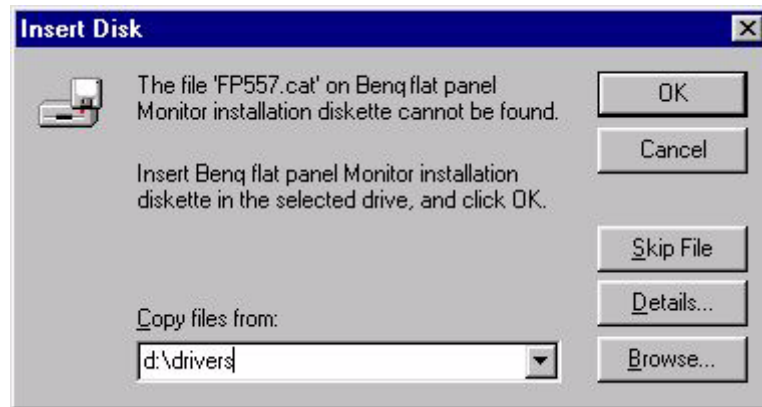 Insert Disk
The file 'FP557.cat' on Benq flat panel
Monitor installation diskette cannot be found.
Insert Benq flat panel Monitor installation
diskette in the selected drive, and click OK.
Copy files from:
d:\drivers
OK
Cancel
Skip File
Details...
Browse...